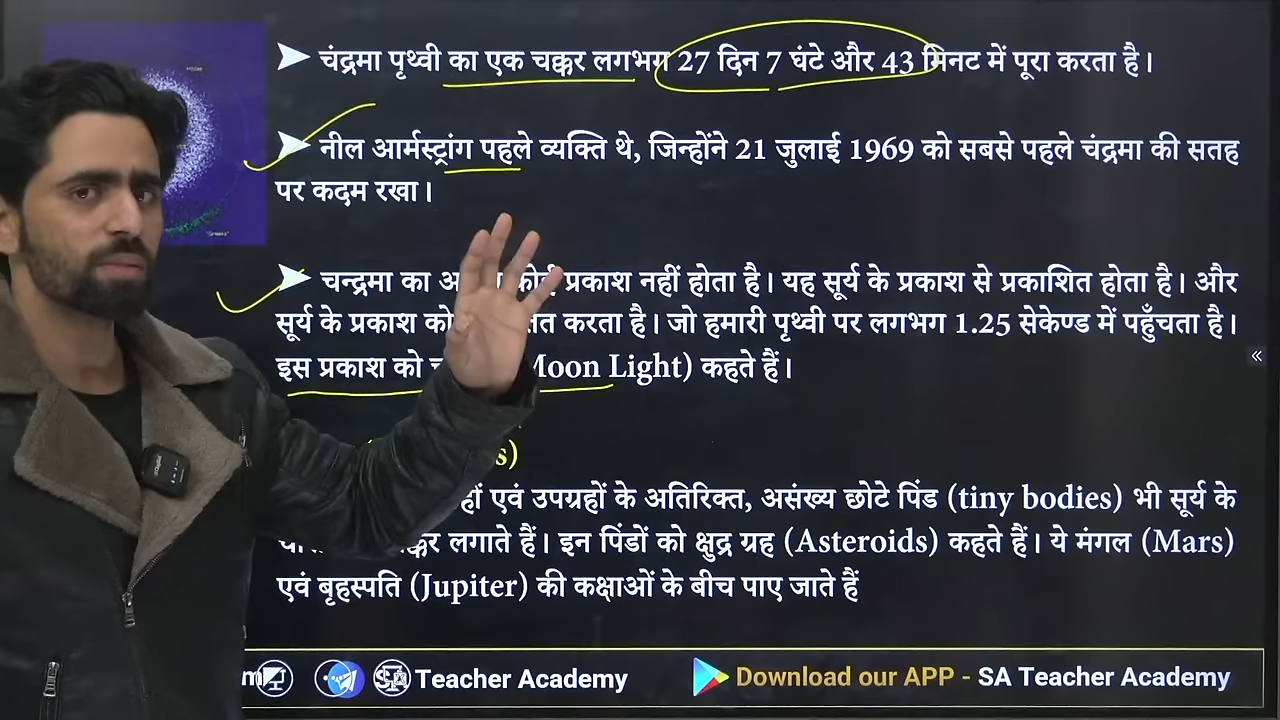 ➤ चंद्रमा पृथ्वी का एक चक्कर लगभग 27 दिन 7 घंटे और 43 मिनट में पूरा करता है।
➤ नील आर्मस्ट्रांग पहले व्यक्ति थे, जिन्होंने 21 जुलाई 1969 को सबसे पहले चंद्रमा की सतह
पर कदम रखा।
➤ चन्द्रमा का कोई प्रकाश नहीं होता है। यह सूर्य के प्रकाश से प्रकाशित होता है। और
सूर्य के प्रकाश को करता है। जो हमारी पृथ्वी पर लगभग 1.25 सेकेण्ड में पहुँचता है।
इस प्रकाश को Moon Light) कहते हैं।
s)
एवं उपग्रहों के अतिरिक्त, असंख्य छोटे पिंड (tiny bodies) भी सूर्य के
लगाते हैं। इन पिंडों को क्षुद्र ग्रह (Asteroids) कहते हैं। ये मंगल (Mars)
एवं बृहस्पति (Jupiter) की कक्षाओं के बीच पाए जाते हैं
Teacher Academy Download our APP - SA Teacher Academy